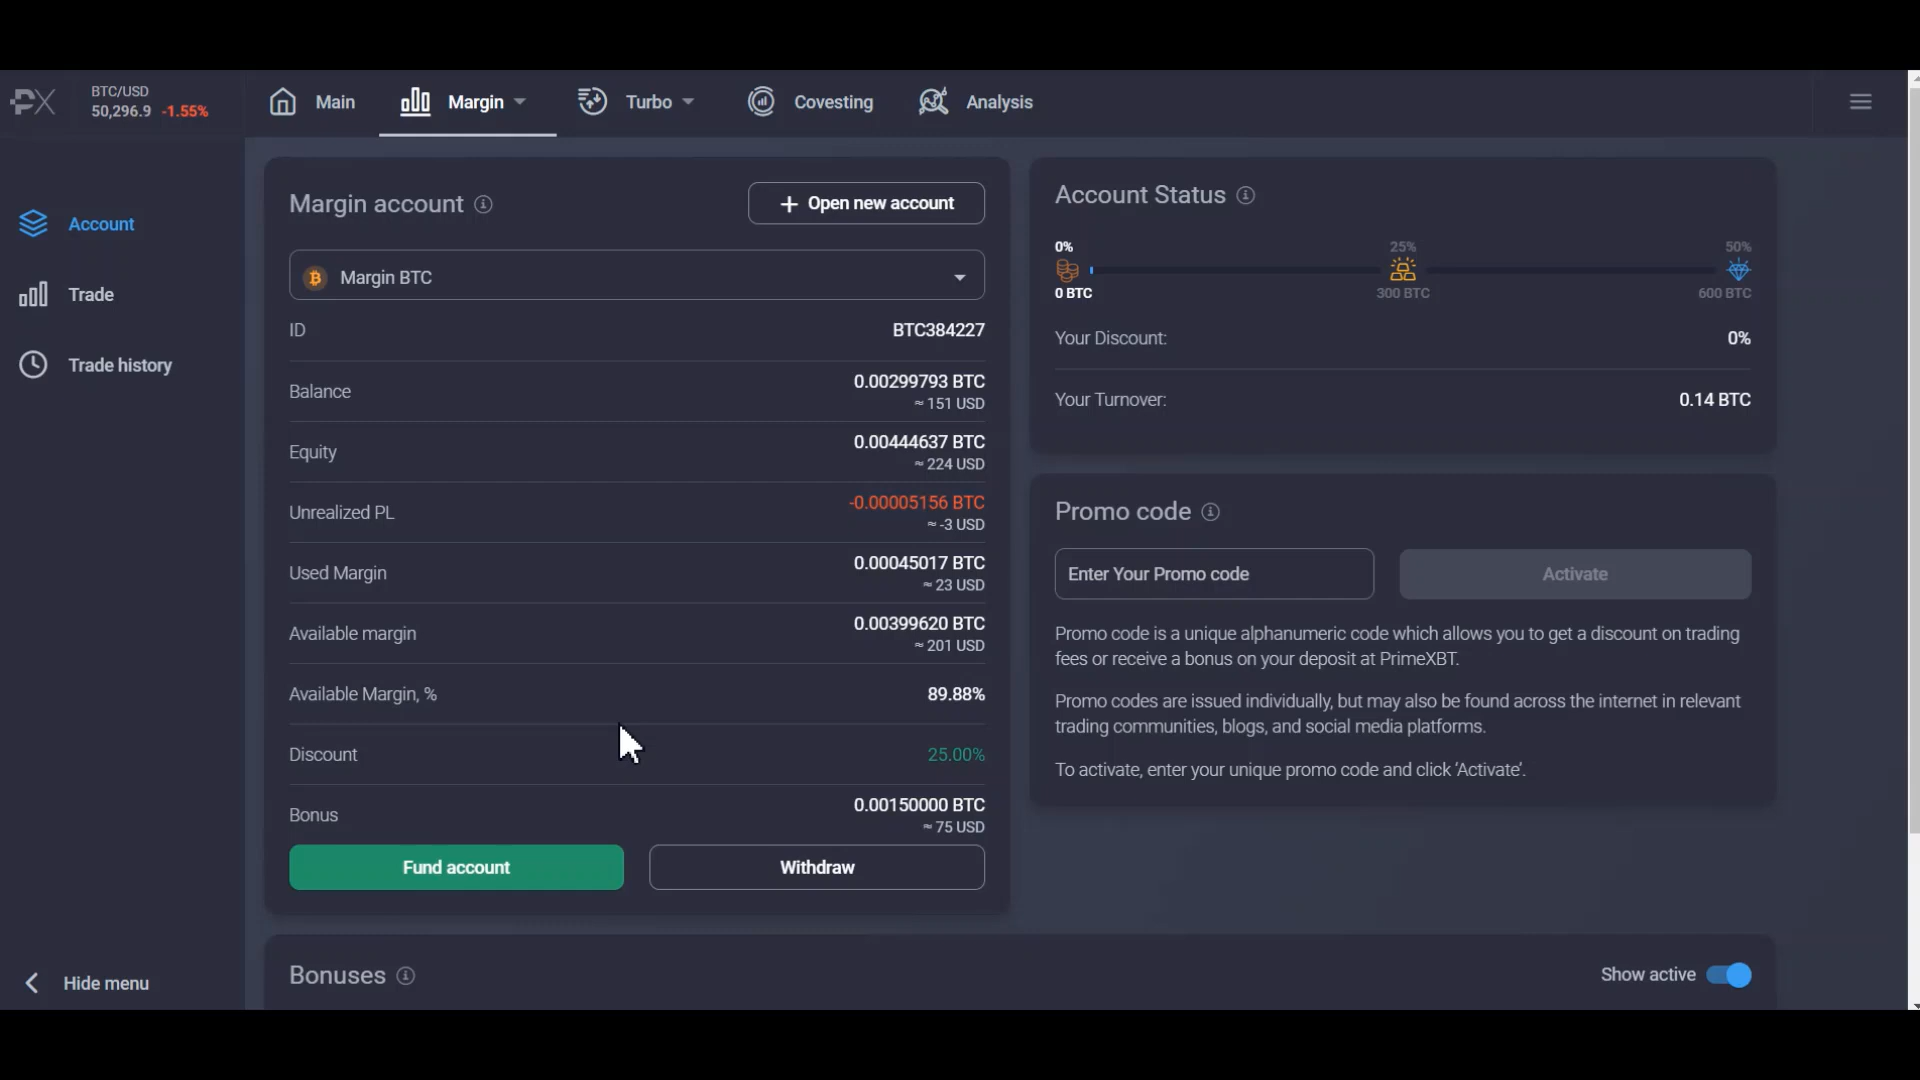 PX
BTC/USD
50,296.9 -1.55%
Main
Margin
Turbo
Covesting
Analysis
Account
Trade
Trade history
Hide menu
Margin account
+ Open new account
Margin BTC
ID
BTC384227
Balance
0.00299793 BTC
≈ 151 USD
Equity
0.00444637 BTC
≈ 224 USD
Unrealized PL
-0.00005156 BTC
≈ -3 USD
Used Margin
0.00045017 BTC
≈ 23 USD
Available margin
0.00399620 BTC
≈ 201 USD
Available Margin, %
89.88%
Discount
25.00%
Bonus
0.00150000 BTC
≈ 75 USD
Fund account
Withdraw
Account Status
0% 25% 50%
0 BTC 300 BTC 600 BTC
Your Discount:
0%
Your Turnover:
0.14 BTC
Promo code
Enter Your Promo code
Activate
Promo code is a unique alphanumeric code which allows you to get a discount on trading
fees or receive a bonus on your deposit at PrimeXBT.
Promo codes are issued individually, but may also be found across the internet in relevant
trading communities, blogs, and social media platforms.
To activate, enter your unique promo code and click ‘Activate’.
Bonuses
Show active